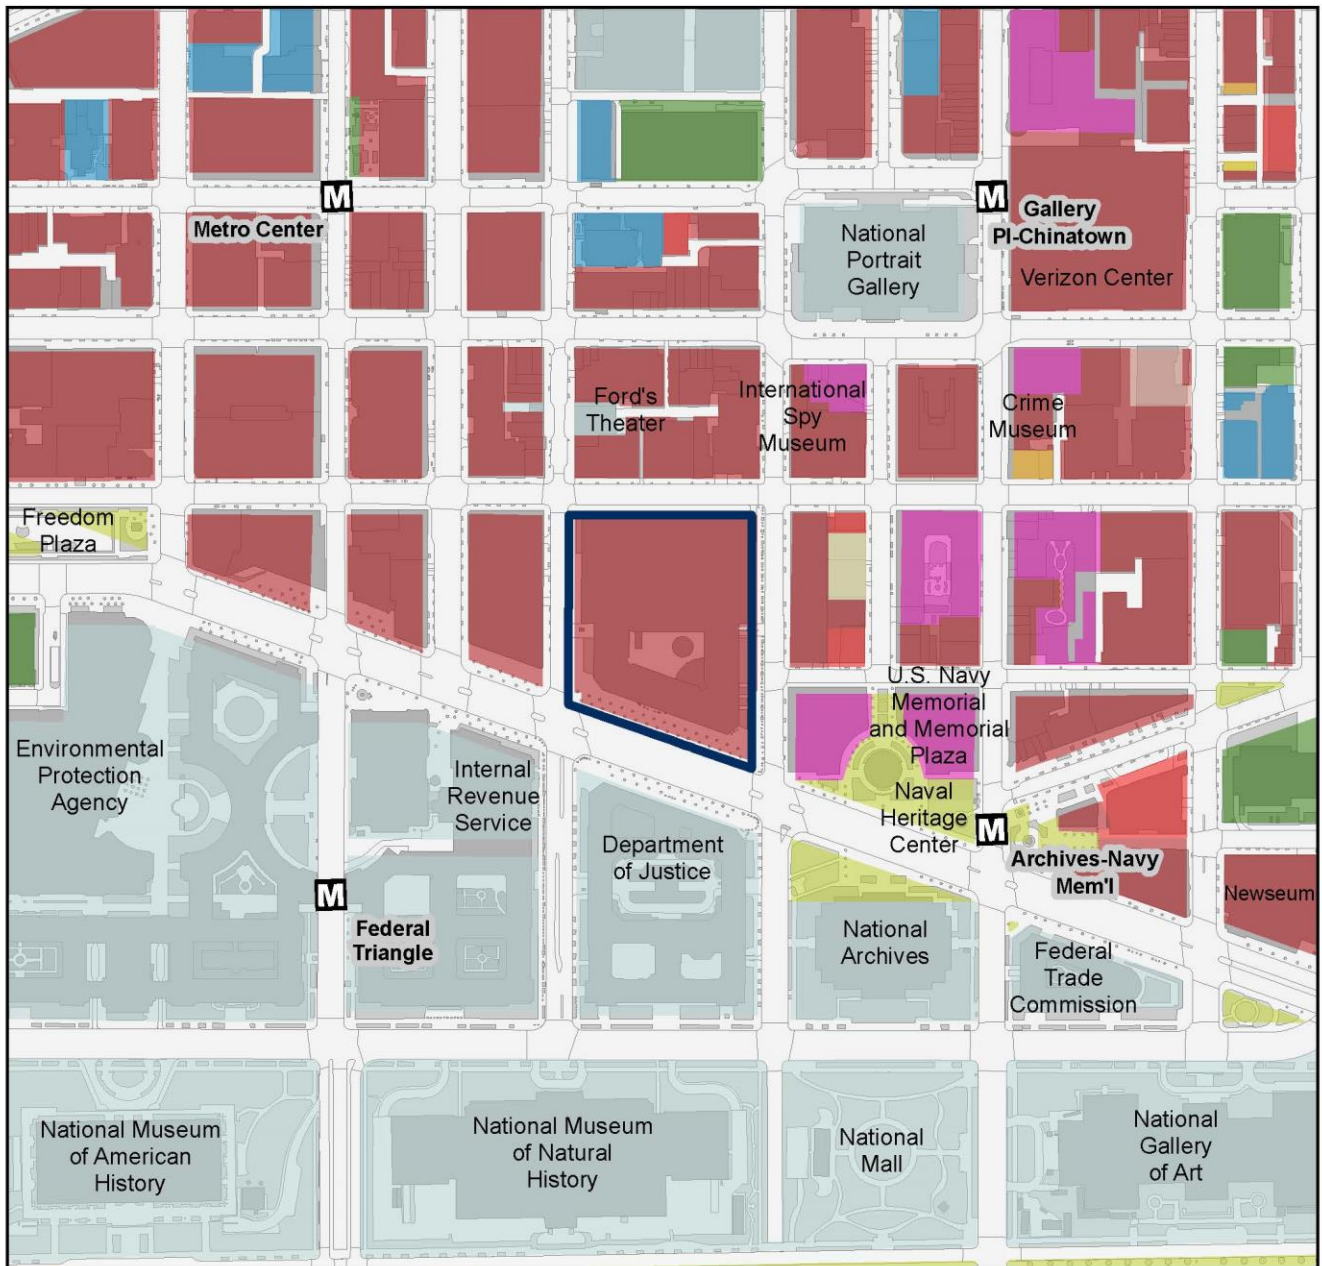 M
Metro Center
M
Gallery
Pl-Chinatown
National
Portrait
Gallery
Verizon Center
Ford's
Theater
International
Spy
Museum
Crime
Museum
Freedom
Plaza
U.S. Navy
Memorial
and Memorial
Plaza
Environmental
Protection
Agency
Internal
Revenue
Service
Naval
Heritage
Center
M
Archives-Navy
Mem'l
Department
of Justice
Newseum
M
Federal
Triangle
National
Archives
Federal
Trade
Commission
National Museum
of American
History
National Museum
of Natural
History
National
Mall
National
Gallery
of Art